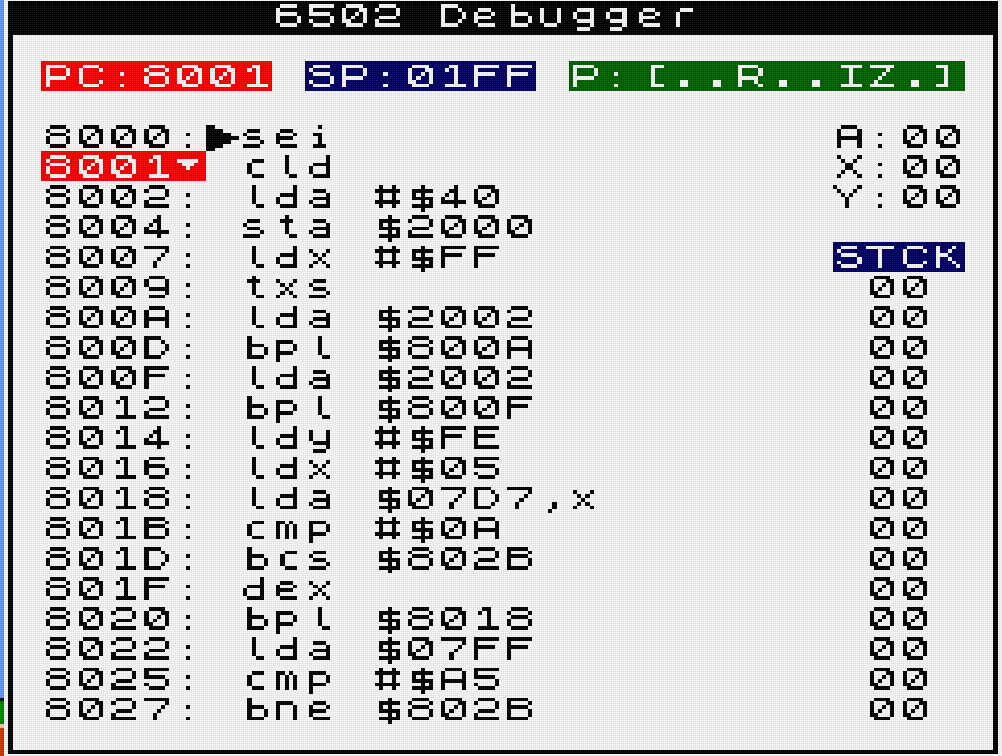 6502 Debugger
PC:8001 SP:01FF P:[..R..IZ.]
8000:▶sei A:00
8001▼ cld X:00
8002: lda #$40 Y:00
8004: sta $2000
8007: ldx #$FF STCK
8009: txs 00
800A: lda $2002 00
800D: bpl $800A 00
800F: lda $2002 00
8012: bpl $800F 00
8014: ldy #$FE 00
8016: ldx #$05 00
8018: lda $07D7,x 00
801B: cmp #$0A 00
801D: bcs $802B 00
801F: dex 00
8020: bpl $8018 00
8022: lda $07FF 00
8025: cmp #$A5 00
8027: bne $802B 00